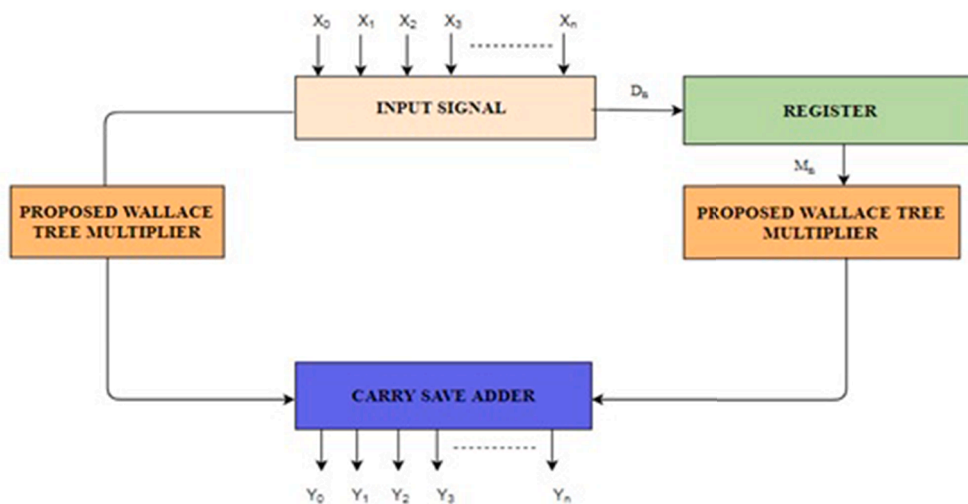 X0 X1 X2 X3 Xn
INPUT SIGNAL
Dn
REGISTER
Mn
PROPOSED WALLACE
TREE MULTIPLIER
PROPOSED WALLACE TREE
MULTIPLIER
CARRY SAVE ADDER
Y0 Y1 Y2 Y3 Yn